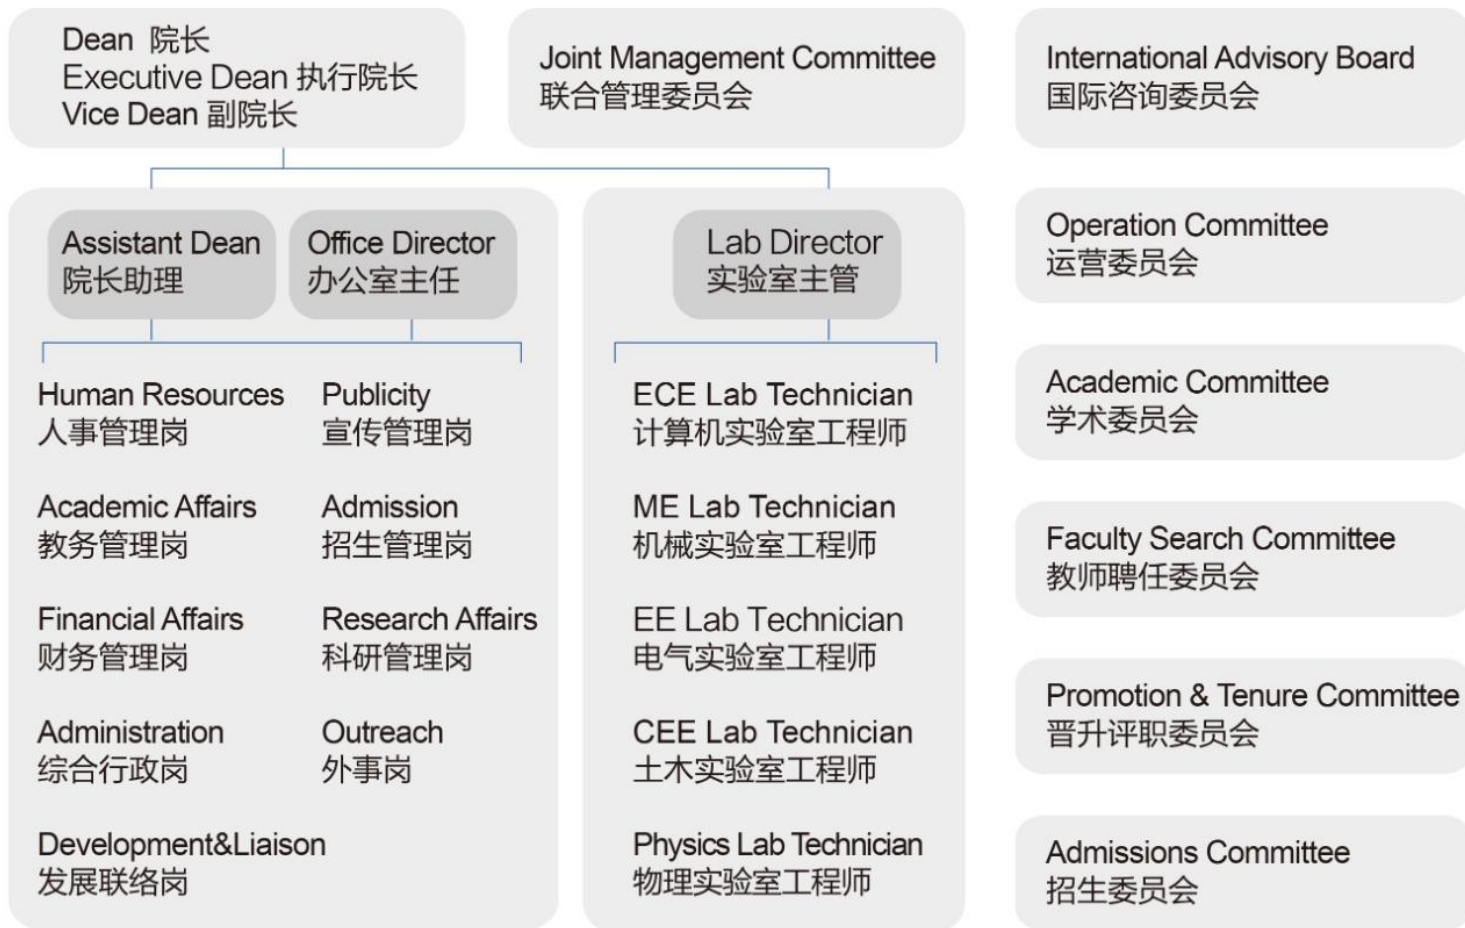 Dean 院长
Executive Dean 执行院长
Vice Dean 副院长
Joint Management Committee
联合管理委员会
International Advisory Board
国际咨询委员会
Assistant Dean
院长助理
Office Director
办公室主任
Human Resources
人事管理岗
Publicity
宣传管理岗
Academic Affairs
教务管理岗
Admission
招生管理岗
Financial Affairs
财务管理岗
Research Affairs
科研管理岗
Administration
综合行政岗
Outreach
外事岗
Development&Liaison
发展联络岗
Lab Director
实验室主管
ECE Lab Technician
计算机实验室工程师
ME Lab Technician
机械实验室工程师
EE Lab Technician
电气实验室工程师
CEE Lab Technician
土木实验室工程师
Physics Lab Technician
物理实验室工程师
Operation Committee
运营委员会
Academic Committee
学术委员会
Faculty Search Committee
教师聘任委员会
Promotion & Tenure Committee
晋升评职委员会
Admissions Committee
招生委员会